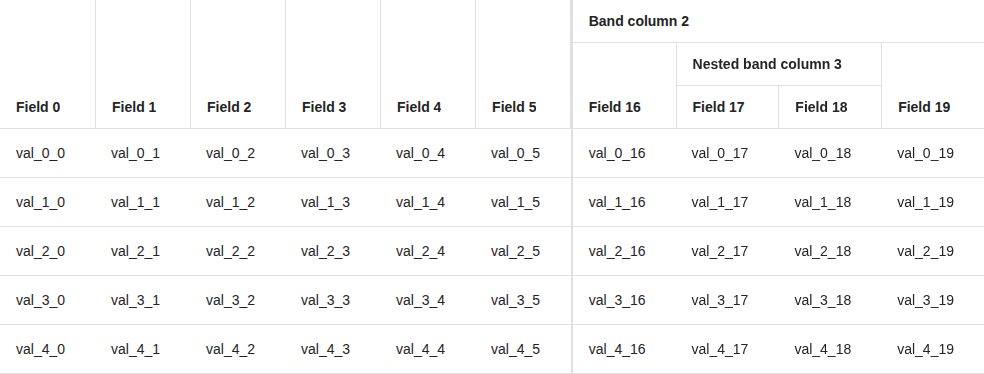 Band column 2
Nested band column 3
Field 0 Field 1 Field 2 Field 3 Field 4 Field 5 Field 16 Field 17 Field 18 Field 19
val_0_0 val_0_1 val_0_2 val_0_3 val_0_4 val_0_5 val_0_16 val_0_17 val_0_18 val_0_19
val_1_0 val_1_1 val_1_2 val_1_3 val_1_4 val_1_5 val_1_16 val_1_17 val_1_18 val_1_19
val_2_0 val_2_1 val_2_2 val_2_3 val_2_4 val_2_5 val_2_16 val_2_17 val_2_18 val_2_19
val_3_0 val_3_1 val_3_2 val_3_3 val_3_4 val_3_5 val_3_16 val_3_17 val_3_18 val_3_19
val_4_0 val_4_1 val_4_2 val_4_3 val_4_4 val_4_5 val_4_16 val_4_17 val_4_18 val_4_19